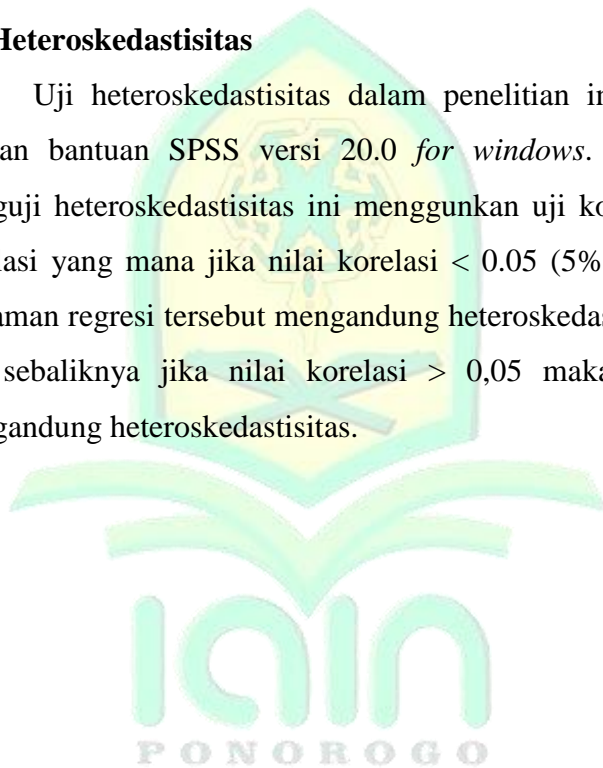 Heteroskedastisitas
Uji heteroskedastisitas dalam penelitian in
an bantuan SPSS versi 20.0 for windows.
guji heteroskedastisitas ini menggunkan uji ko
asi yang mana jika nilai korelasi < 0.05 (5%
aman regresi tersebut mengandung heteroskedas
sebaliknya jika nilai korelasi > 0,05 maka
gandung heteroskedastisitas.
iain
PONOROGO